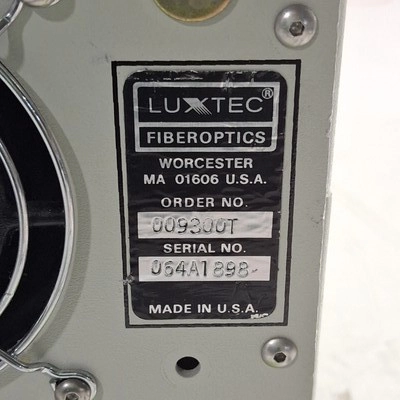 LUXTEC®
FIBEROPTICS
WORCESTER
MA 01606 U.S.A.
ORDER NO.
009300T
SERIAL NO.
064A1898-
MADE IN U.S.A.